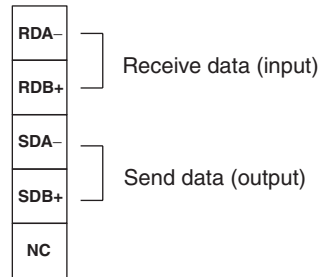 RDA−
RDB+
Receive data (input)
SDA−
SDB+
Send data (output)
NC